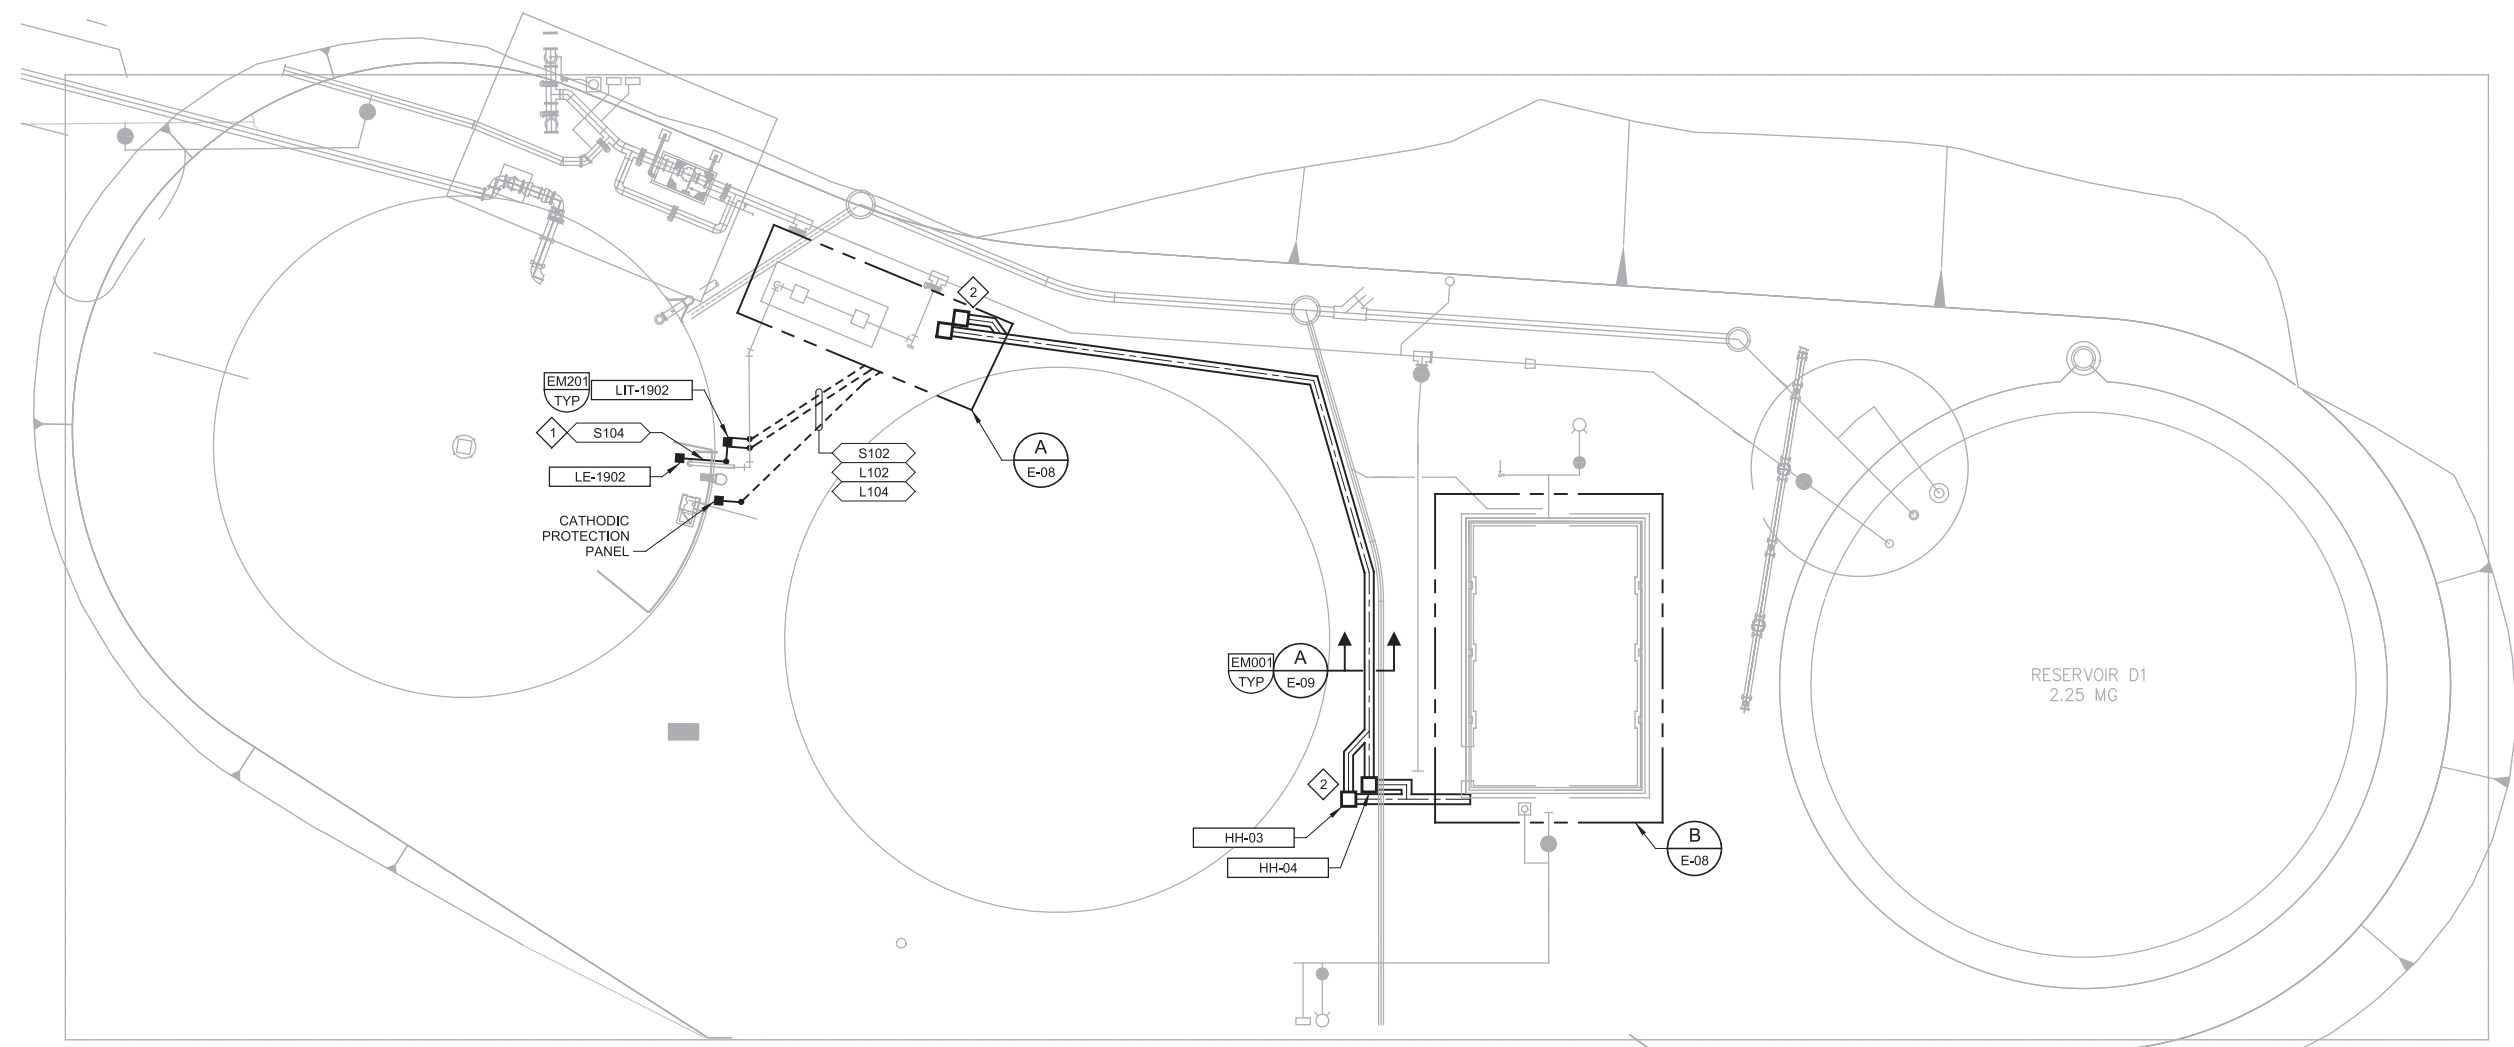 2
EM201
TYP
LIT-1902
1
S104
LE-1902
CATHODIC
PROTECTION
PANEL
S102
L102
L104
A
E-08
EM001
TYP
A
E-09
RESERVOIR D1
2.25 MG
2
HH-03
HH-04
B
E-08